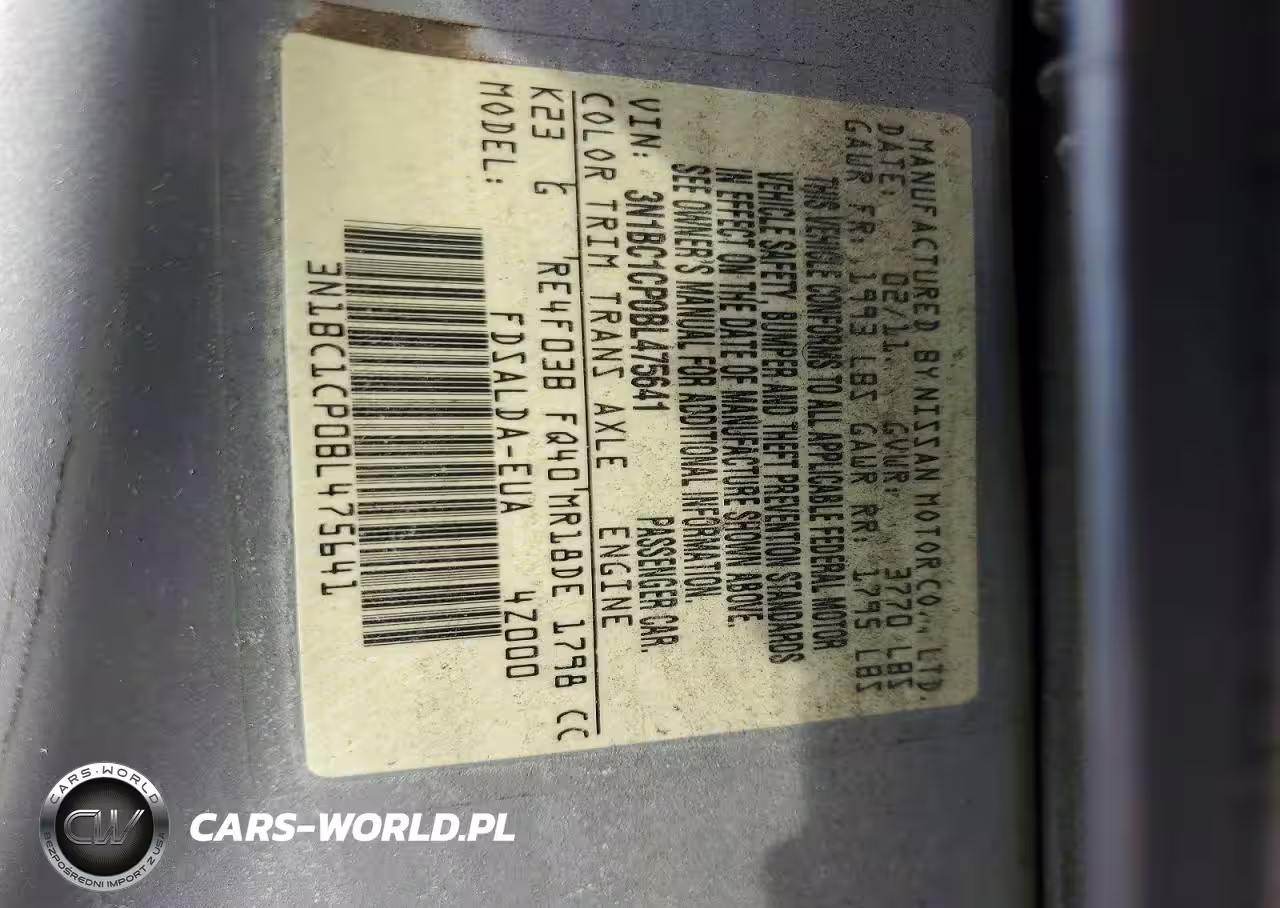 MANUFACTURED BY NISSAN MOTOR CO., LTD.
DATE: 02/11 GVWR: 3770 LBS
GAWR FR: 1993 LBS GAWR RR: 1795 LBS
THIS VEHICLE CONFORMS TO ALL APPLICABLE FEDERAL MOTOR
VEHICLE SAFETY, BUMPER AND THEFT PREVENTION STANDARDS
IN EFFECT ON THE DATE OF MANUFACTURE SHOWN ABOVE.
SEE OWNER'S MANUAL FOR ADDITIONAL INFORMATION.
VIN: 3N1BC1CP0BL475641 PASSENGER CAR.
COLOR TRIM TRANS AXLE ENGINE
K23 G RE4F03B FQ40 MR18DE 1798 CC
MODEL: FDSALDA-EUA 4Z000
3N1BC1CP0BL475641
CARS-WORLD
CW
BEZPOŚREDNI IMPORT Z USA
CARS-WORLD.PL